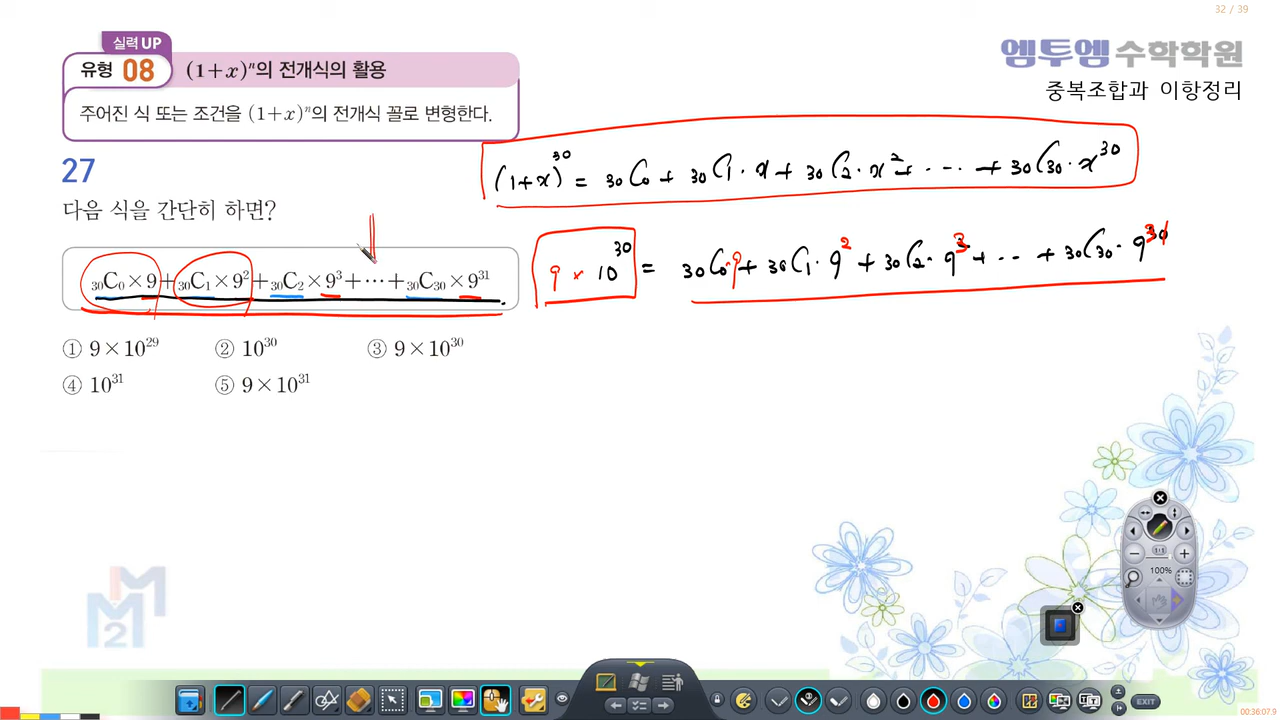 32 / 39
실력 UP
유형 08 (1+x)ⁿ의 전개식의 활용
주어진 식 또는 조건을 (1+x)ⁿ의 전개식 꼴로 변형한다.
엠투엠수학학원
중복조합과 이항정리
27
다음 식을 간단히 하면?
(1+x)³⁰ = ₃₀C₀ + ₃₀C₁·x + ₃₀C₂·x² + ··· + ₃₀C₃₀·x³⁰
₃₀C₀×9+₃₀C₁×9²+₃₀C₂×9³+···+₃₀C₃₀×9³¹
9 × 10³⁰ = ₃₀C₀·9 + ₃₀C₁·9² + ₃₀C₂·9³ + ··· + ₃₀C₃₀·9³¹
① 9×10²⁹ ② 10³⁰ ③ 9×10³⁰
④ 10³¹ ⑤ 9×10³¹
1:1
100%
M2M
EXIT
00:36:07.9